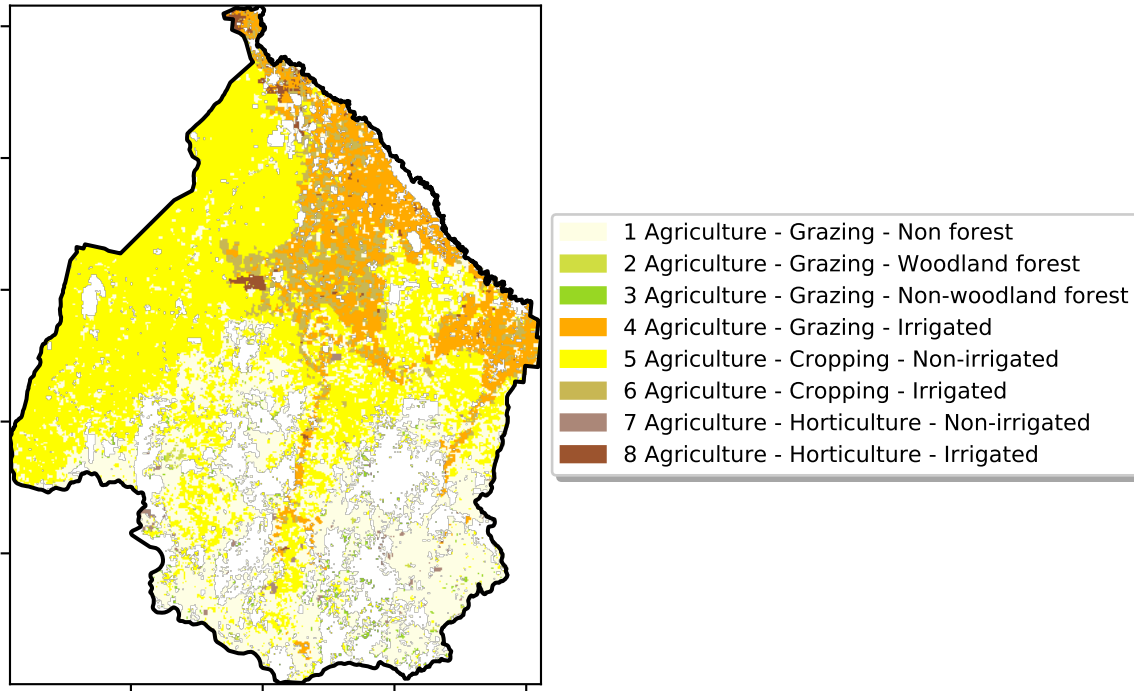 1 Agriculture - Grazing - Non forest
2 Agriculture - Grazing - Woodland forest
3 Agriculture - Grazing - Non-woodland forest
4 Agriculture - Grazing - Irrigated
5 Agriculture - Cropping - Non-irrigated
6 Agriculture - Cropping - Irrigated
7 Agriculture - Horticulture - Non-irrigated
8 Agriculture - Horticulture - Irrigated